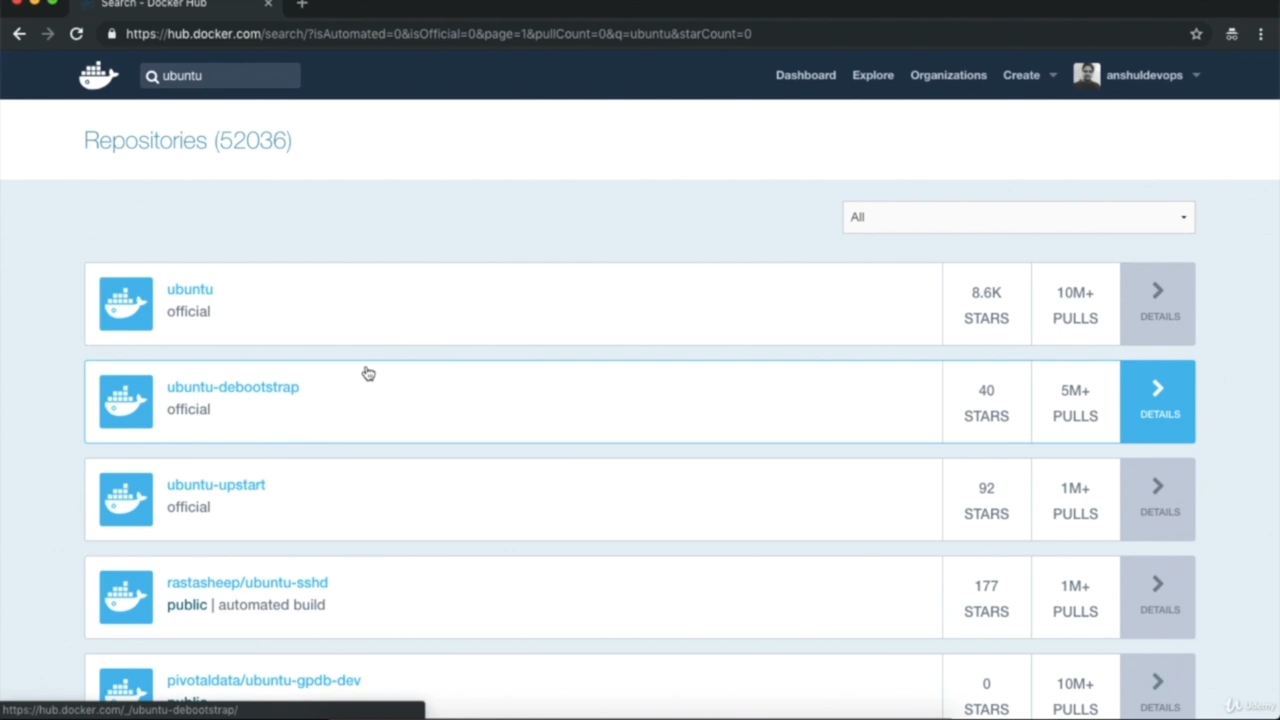 Search - Docker Hub
https://hub.docker.com/search/?isAutomated=0&isOfficial=0&page=1&pullCount=0&q=ubuntu&starCount=0
ubuntu
Dashboard Explore Organizations Create anshuldevops
Repositories (52036)
All
ubuntu
official
8.6K
STARS
10M+
PULLS
DETAILS
ubuntu-debootstrap
official
40
STARS
5M+
PULLS
DETAILS
ubuntu-upstart
official
92
STARS
1M+
PULLS
DETAILS
rastasheep/ubuntu-sshd
public | automated build
177
STARS
1M+
PULLS
DETAILS
pivotaldata/ubuntu-gpdb-dev
public
0
STARS
10M+
PULLS
DETAILS
https://hub.docker.com/_/ubuntu-debootstrap/
Udemy